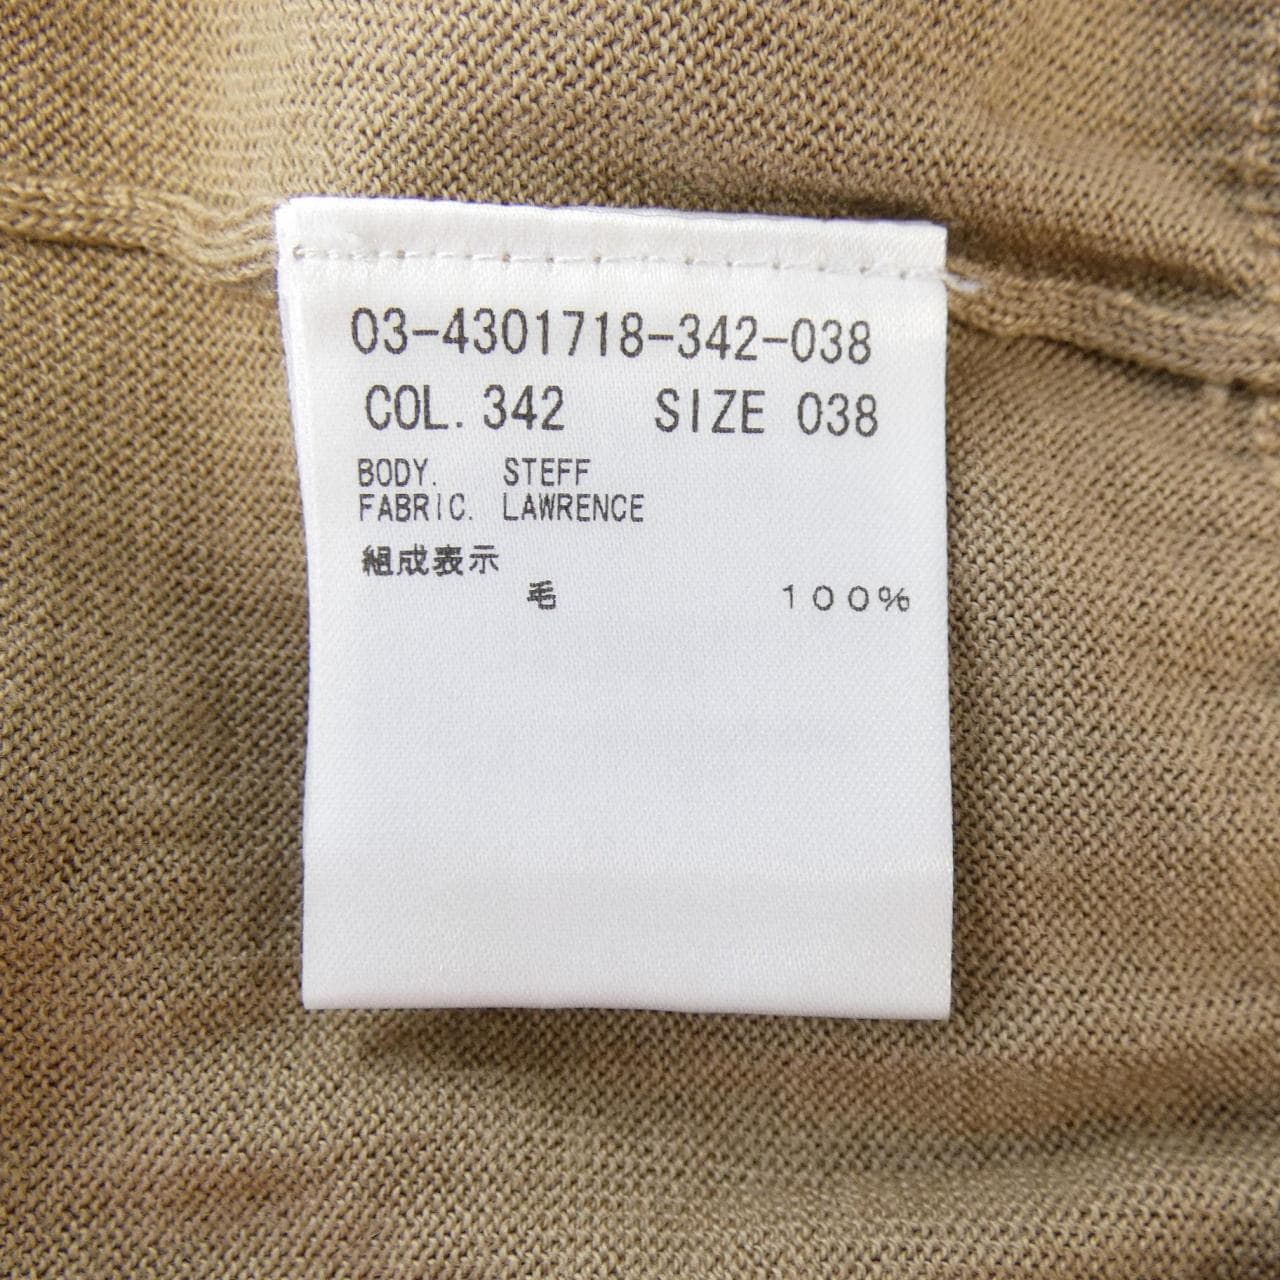 03-4301718-342-038
COL. 342 SIZE 038
BODY. STEFF
FABRIC. LAWRENCE
組成表示
毛 100%